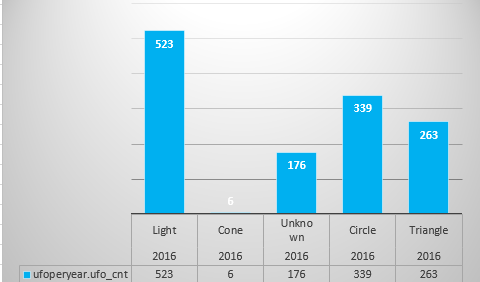 523
6
176
339
263
Light Cone Unkno Circle Triangle
wn
2016 2016 2016 2016 2016
ufoperyear.ufo_cnt 523 6 176 339 263